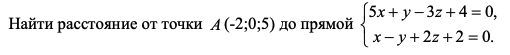 Найти расстояние от точки A (-2;0;5) до прямой { 5x + y − 3z + 4 = 0,
x − y + 2z + 2 = 0.